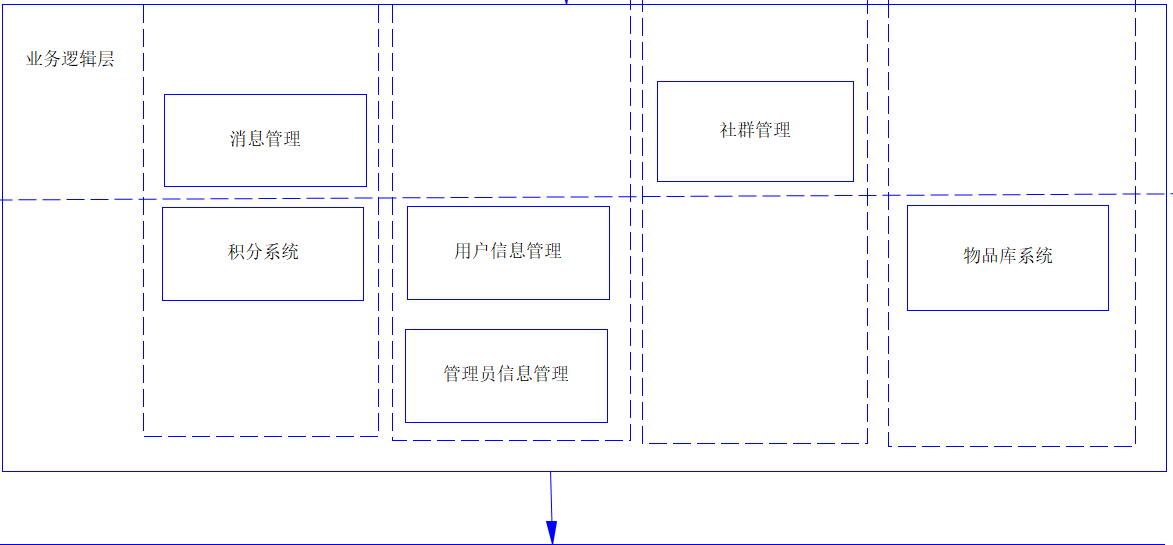 业务逻辑层
消息管理
社群管理
积分系统
用户信息管理
物品库系统
管理员信息管理